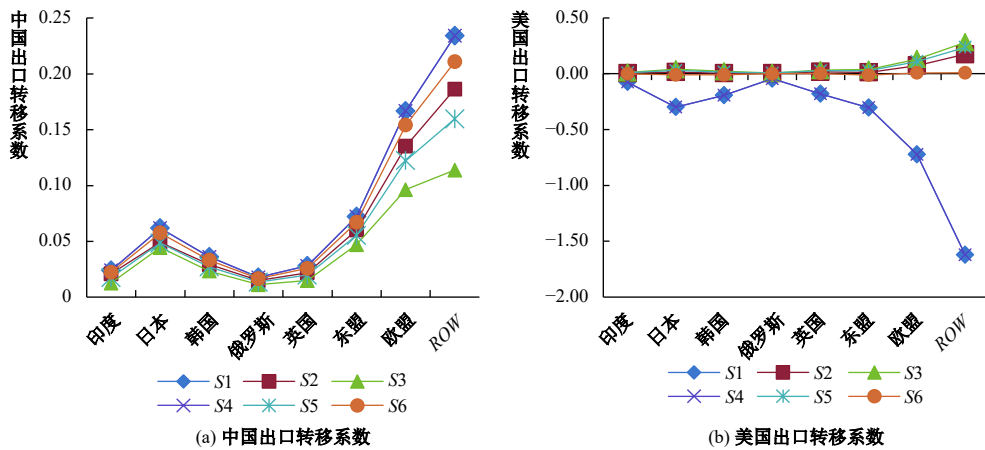 中国出口转移系数
0.25
0.20
0.15
0.10
0.05
0
印度
日本
韩国
俄罗斯
英国
东盟
欧盟
ROW
S1
S2
S3
S4
S5
S6
(a) 中国出口转移系数
美国出口转移系数
0.50
0.00
−0.50
−1.00
−1.50
−2.00
印度
日本
韩国
俄罗斯
英国
东盟
欧盟
ROW
S1
S2
S3
S4
S5
S6
(b) 美国出口转移系数